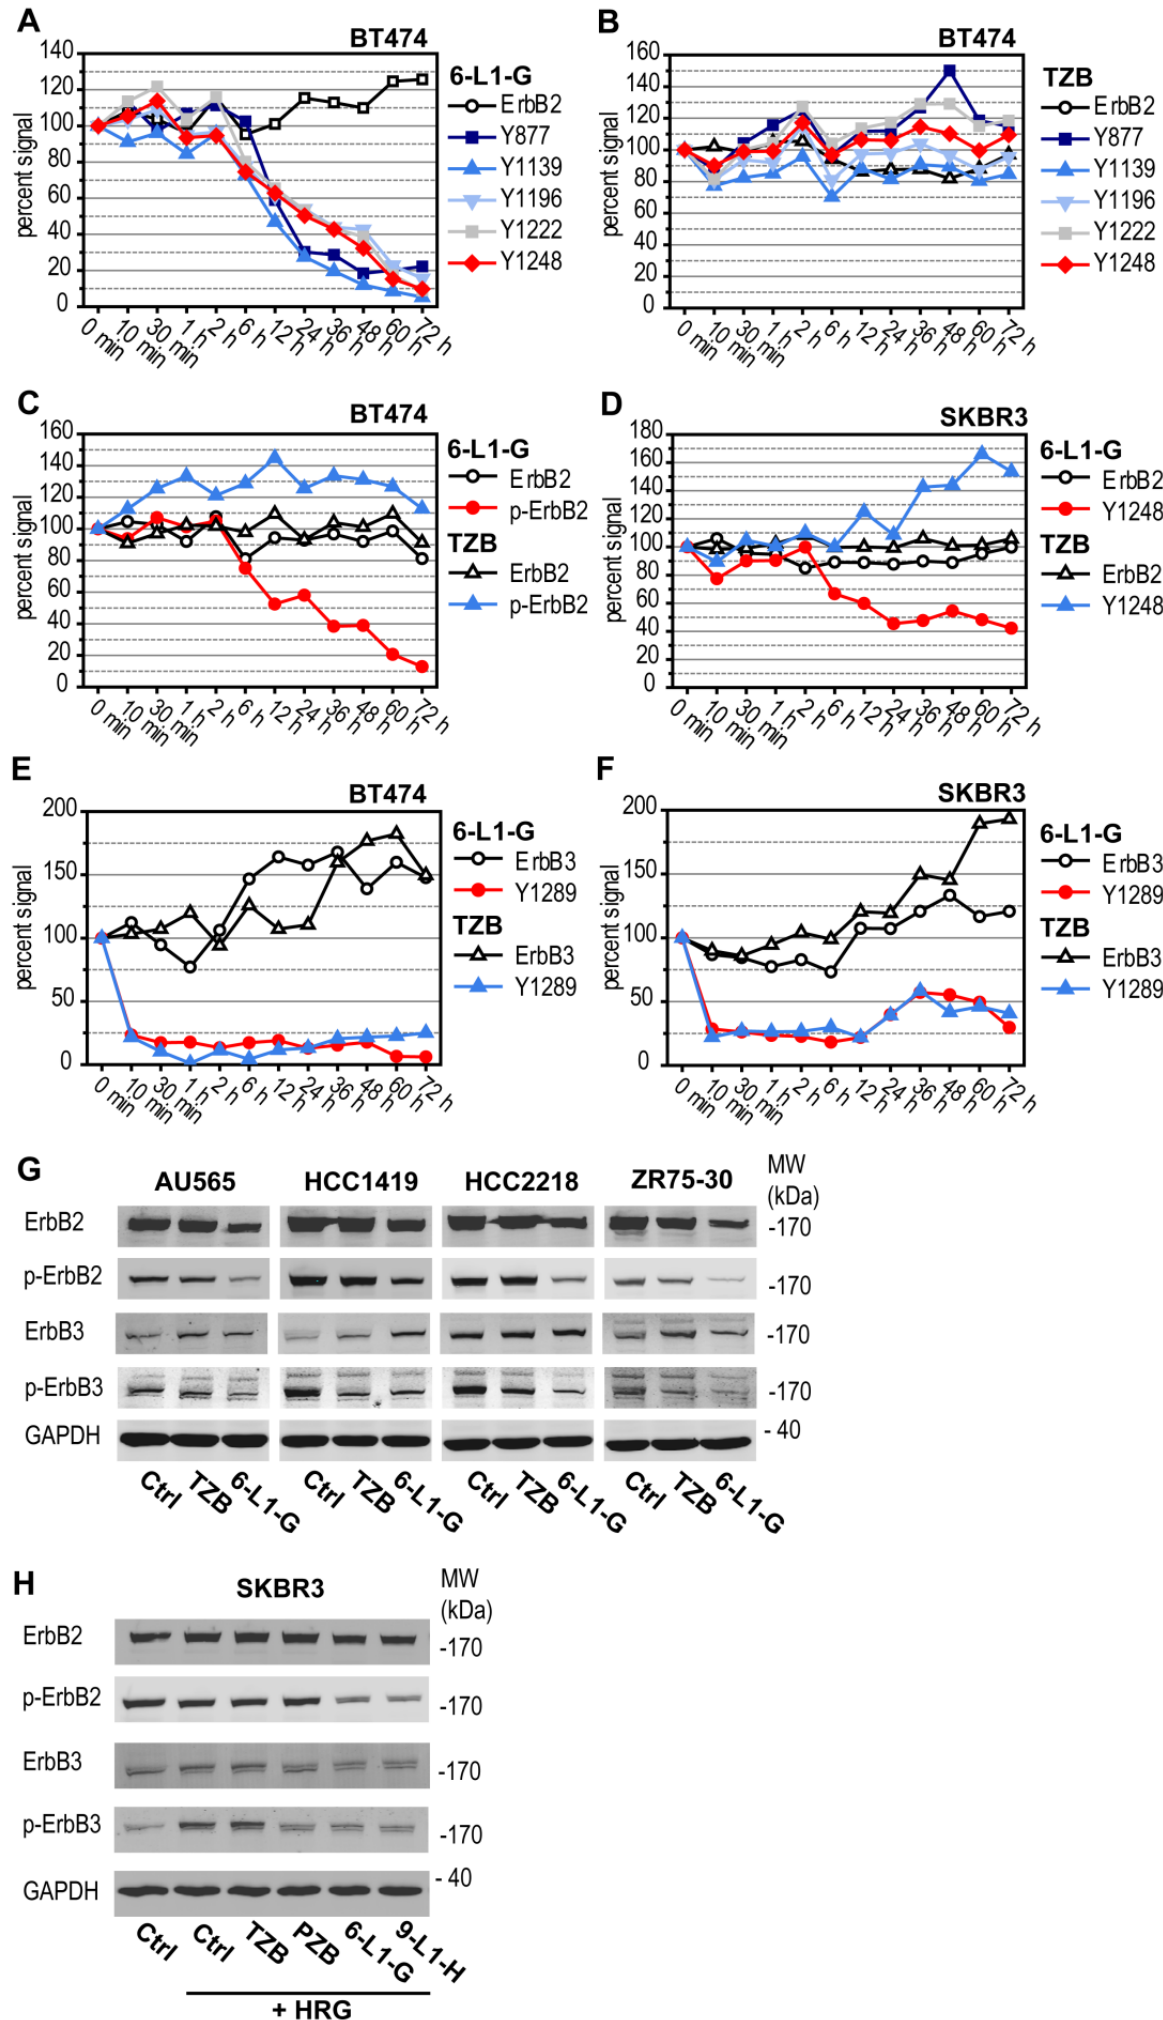 A
BT474
140
120
100
80
60
40
20
0
percent signal
0 min
10 min
30 min
1 h
2 h
6 h
12 h
24 h
36 h
48 h
60 h
72 h
6-L1-G
ErbB2
Y877
Y1139
Y1196
Y1222
Y1248
B
BT474
160
140
120
100
80
60
40
20
0
percent signal
0 min
10 min
30 min
1 h
2 h
6 h
12 h
24 h
36 h
48 h
60 h
72 h
TZB
ErbB2
Y877
Y1139
Y1196
Y1222
Y1248
C
BT474
160
140
120
100
80
60
40
20
0
percent signal
0 min
10 min
30 min
1 h
2 h
6 h
12 h
24 h
36 h
48 h
60 h
72 h
6-L1-G
ErbB2
p-ErbB2
TZB
ErbB2
p-ErbB2
D
SKBR3
180
160
140
120
100
80
60
40
20
0
percent signal
0 min
10 min
30 min
1 h
2 h
6 h
12 h
24 h
36 h
48 h
60 h
72 h
6-L1-G
ErbB2
Y1248
TZB
ErbB2
Y1248
E
BT474
200
150
100
50
0
percent signal
0 min
10 min
30 min
1 h
2 h
6 h
12 h
24 h
36 h
48 h
60 h
72 h
6-L1-G
ErbB3
Y1289
TZB
ErbB3
Y1289
F
SKBR3
200
150
100
50
0
percent signal
0 min
10 min
30 min
1 h
2 h
6 h
12 h
24 h
36 h
48 h
60 h
72 h
6-L1-G
ErbB3
Y1289
TZB
ErbB3
Y1289
G
AU565 HCC1419 HCC2218 ZR75-30
MW
(kDa)
ErbB2 -170
p-ErbB2 -170
ErbB3 -170
p-ErbB3 -170
GAPDH - 40
Ctrl TZB 6-L1-G Ctrl TZB 6-L1-G Ctrl TZB 6-L1-G Ctrl TZB 6-L1-G
H
SKBR3
MW
(kDa)
ErbB2 -170
p-ErbB2 -170
ErbB3 -170
p-ErbB3 -170
GAPDH - 40
Ctrl Ctrl TZB PZB 6-L1-G 9-L1-H
+ HRG